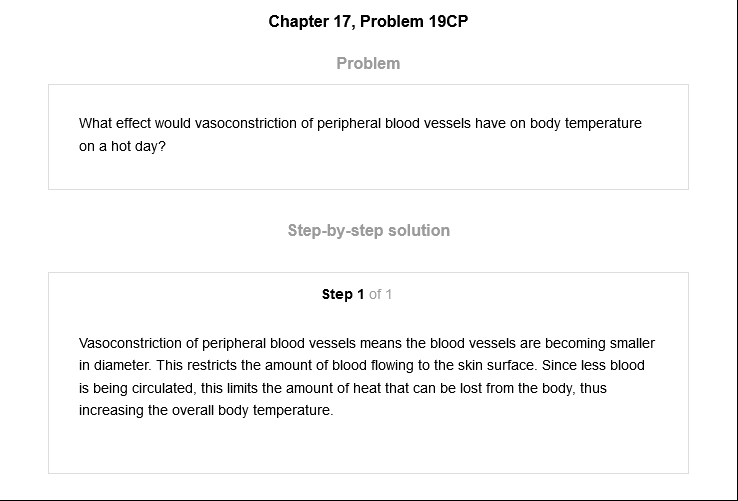 Chapter 17, Problem 19CP
Problem
What effect would vasoconstriction of peripheral blood vessels have on body temperature
on a hot day?
Step-by-step solution
Step 1 of 1
Vasoconstriction of peripheral blood vessels means the blood vessels are becoming smaller
in diameter. This restricts the amount of blood flowing to the skin surface. Since less blood
is being circulated, this limits the amount of heat that can be lost from the body, thus
increasing the overall body temperature.